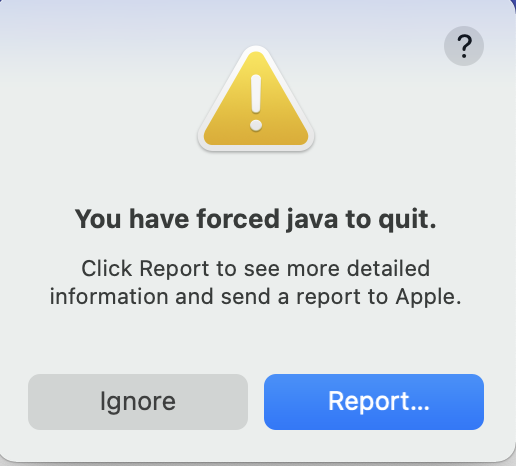 ?
You have forced java to quit.
Click Report to see more detailed
information and send a report to Apple.
Ignore
Report...